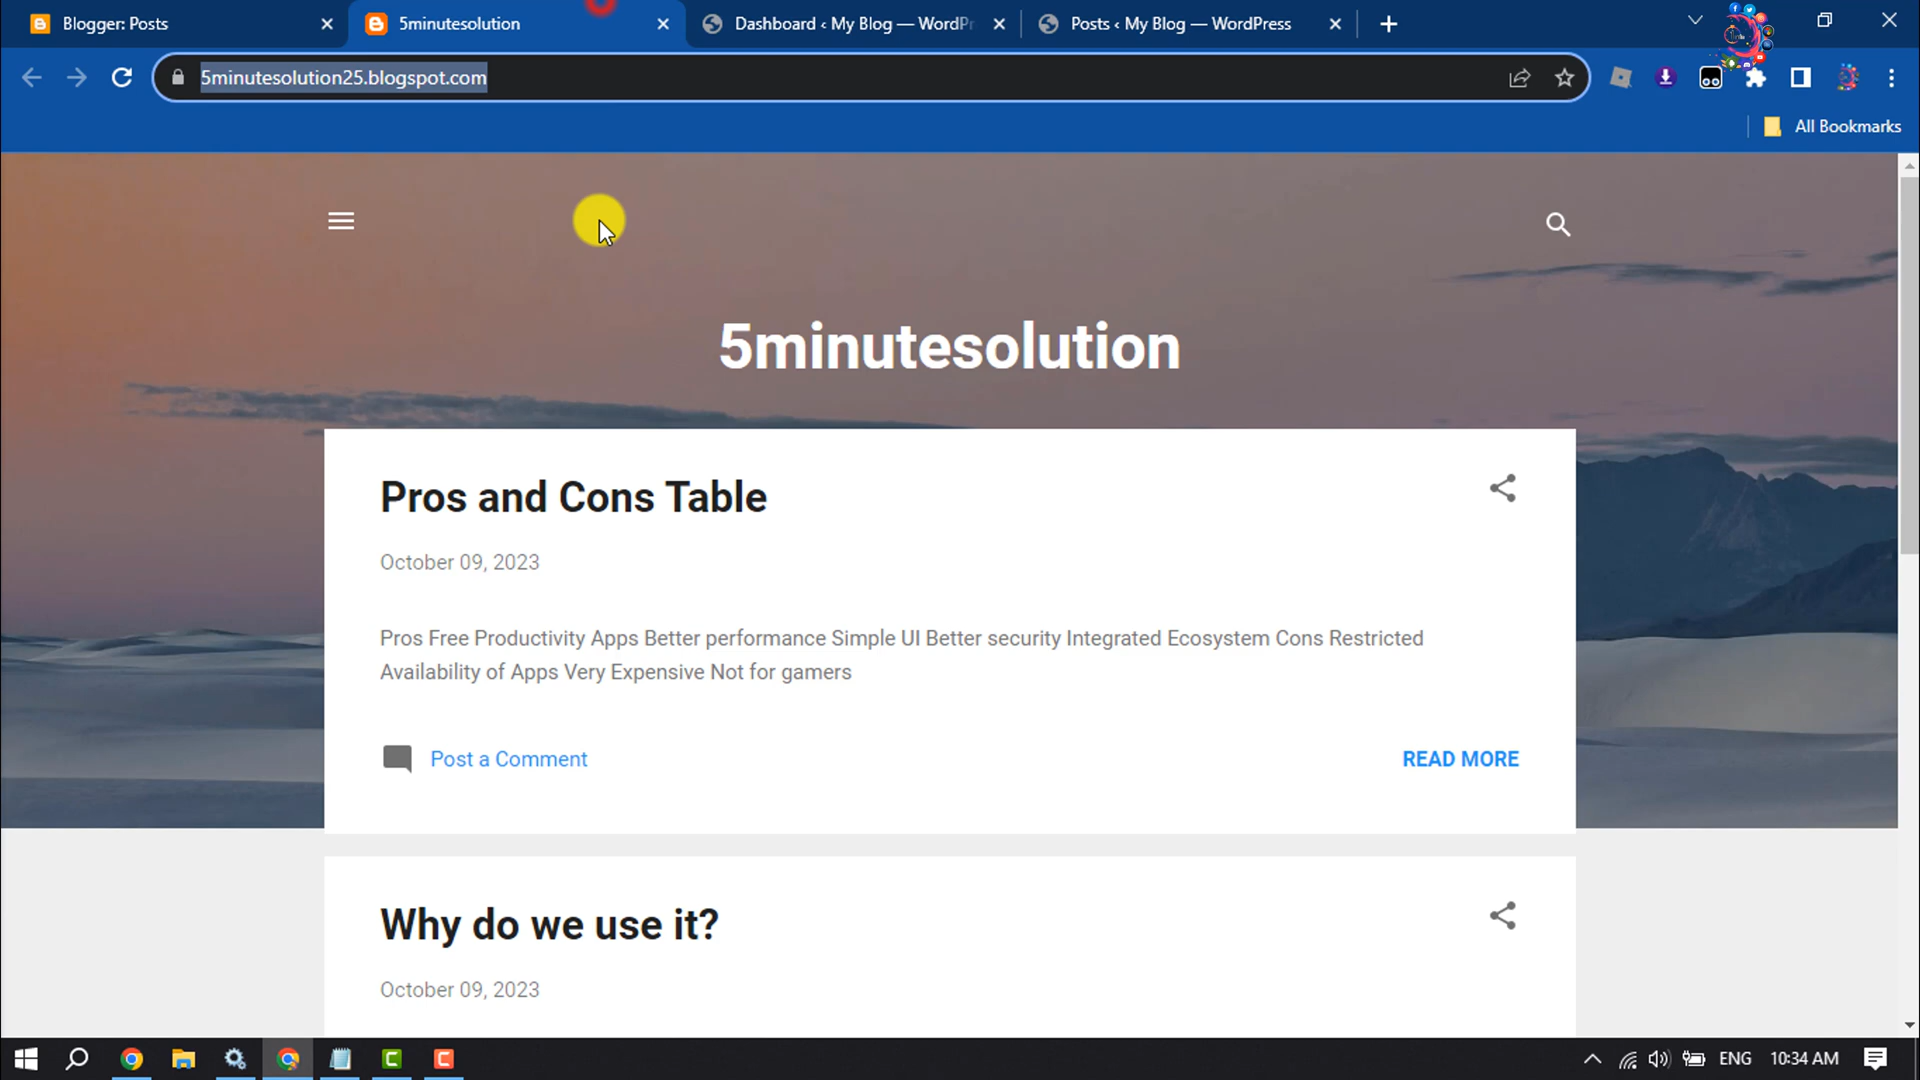 Blogger: Posts
5minutesolution
Dashboard ‹ My Blog — WordPr
Posts ‹ My Blog — WordPress
5minutesolution25.blogspot.com
All Bookmarks
5minutesolution
Pros and Cons Table
October 09, 2023
Pros Free Productivity Apps Better performance Simple UI Better security Integrated Ecosystem Cons Restricted
Availability of Apps Very Expensive Not for gamers
Post a Comment
READ MORE
Why do we use it?
October 09, 2023
ENG
10:34 AM